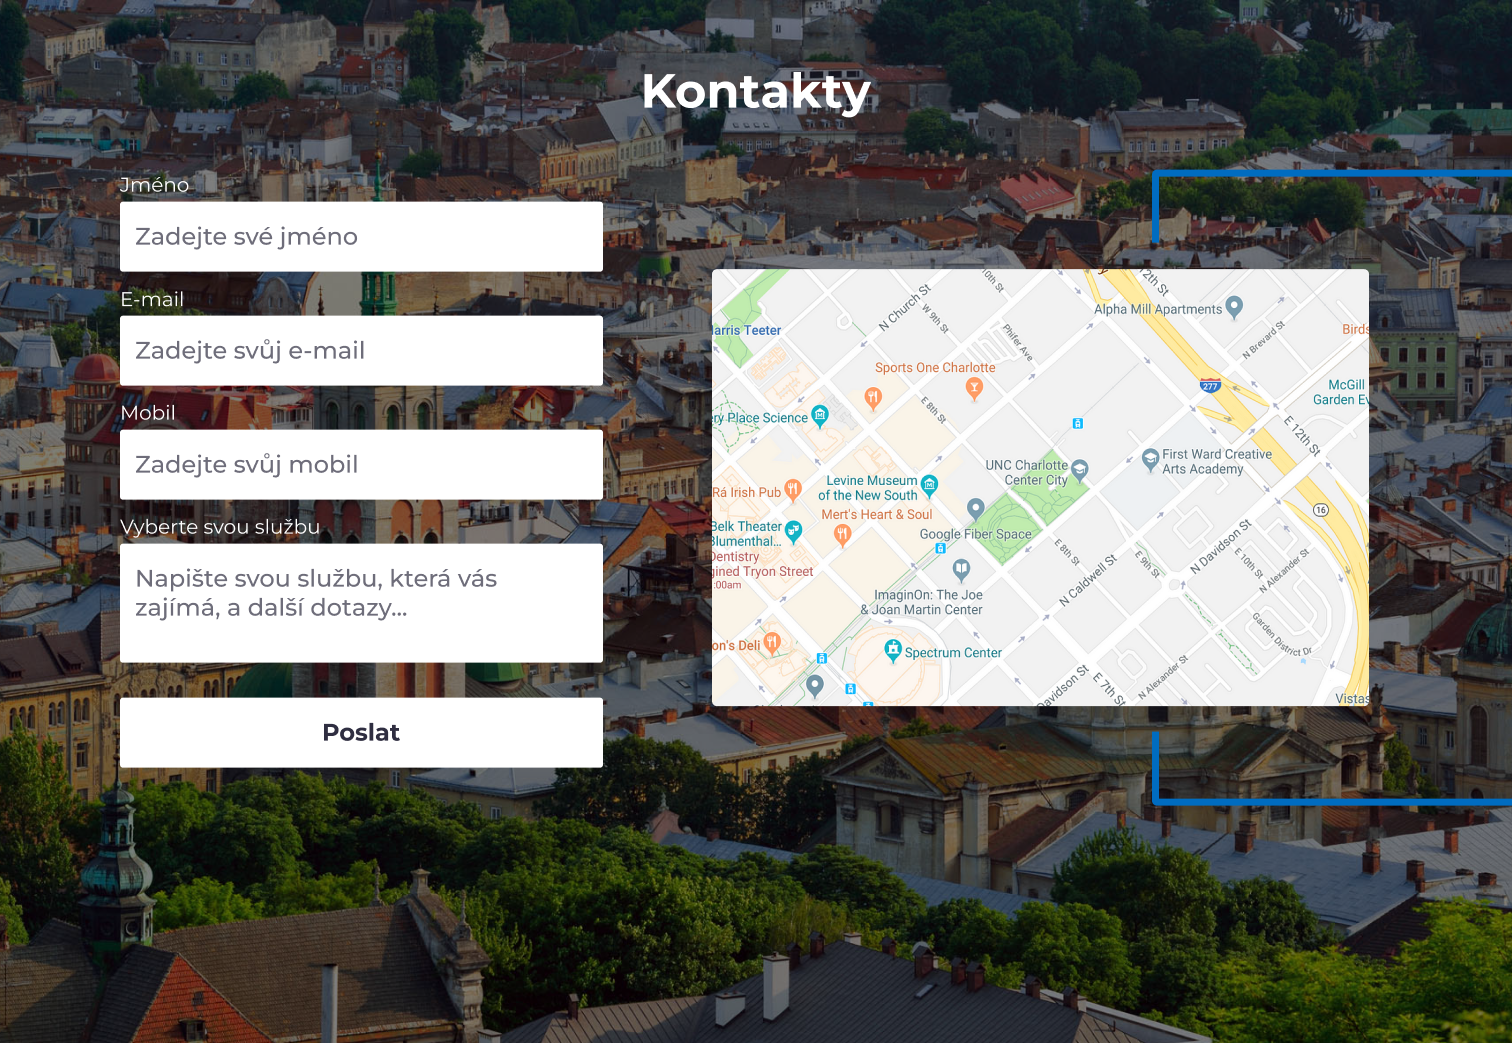 Kontakty
Jméno
Zadejte své jméno
E-mail
Zadejte svůj e-mail
Mobil
Zadejte svůj mobil
Vyberte svou službu
Napište svou službu, která vás
zajímá, a další dotazy...
Poslat
10th St
12th St
N Church St
W 9th St
Phifer Ave
Alpha Mill Apartments
N Brevard St
Birds
arris Teeter
Sports One Charlotte
277
McGill
Garden Ev
E 8th St
ry Place Science
E 12th St
First Ward Creative
Arts Academy
UNC Charlotte
Center City
Levine Museum
of the New South
Rá Irish Pub
Mert's Heart & Soul
16
Belk Theater
Blumenthal...
Google Fiber Space
N Davidson St
Dentistry
gined Tryon Street
:00am
E 8th St
E 9th St
E 10th St
N Alexander St
N Caldwell St
ImaginOn: The Joe
& Joan Martin Center
Garden District Dr
on's Deli
Spectrum Center
N Alexander St
Davidson St
E 7th St
Vistas